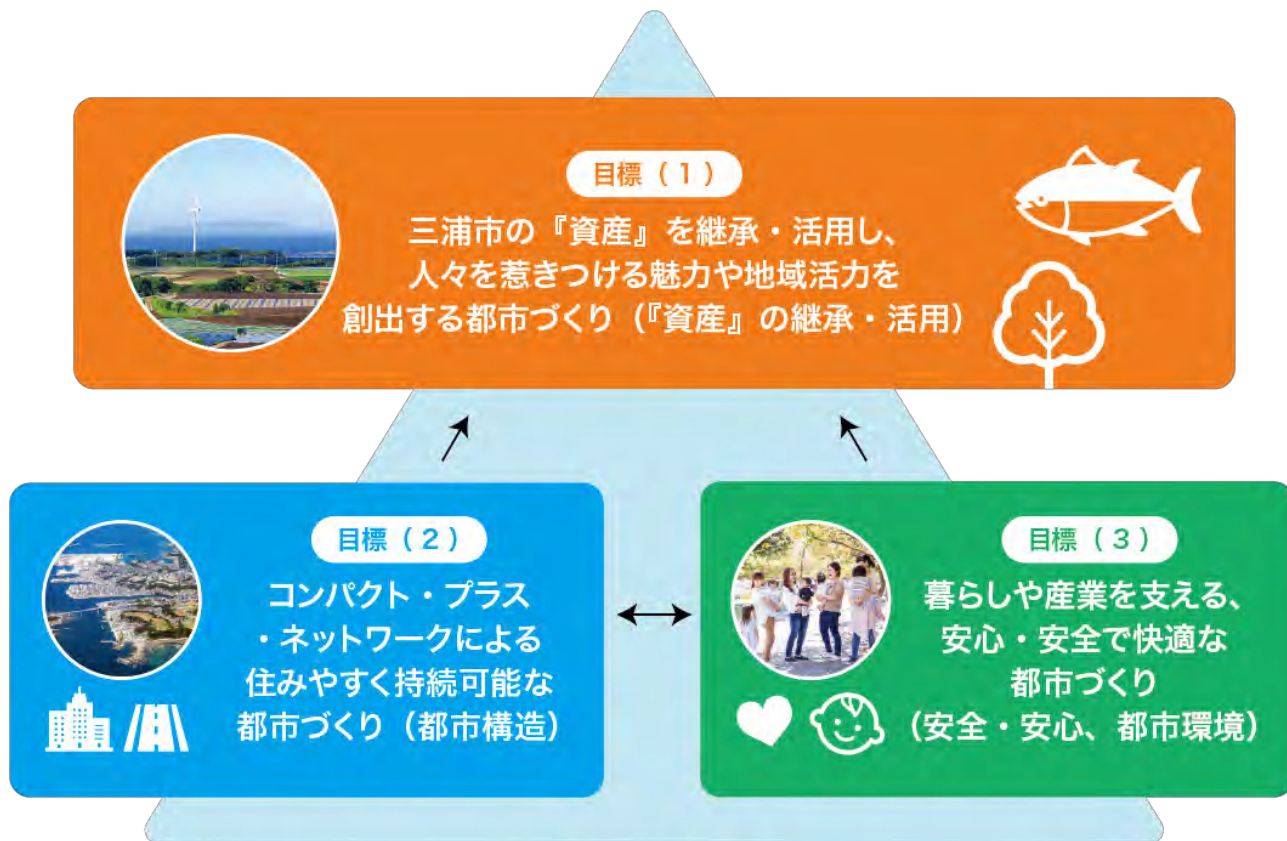 目標（1）
三浦市の『資産』を継承・活用し、
人々を惹きつける魅力や地域活力を
創出する都市づくり（『資産』の継承・活用）
目標（2）
コンパクト・プラス
・ネットワークによる
住みやすく持続可能な
都市づくり（都市構造）
目標（3）
暮らしや産業を支える、
安心・安全で快適な
都市づくり
（安全・安心、都市環境）